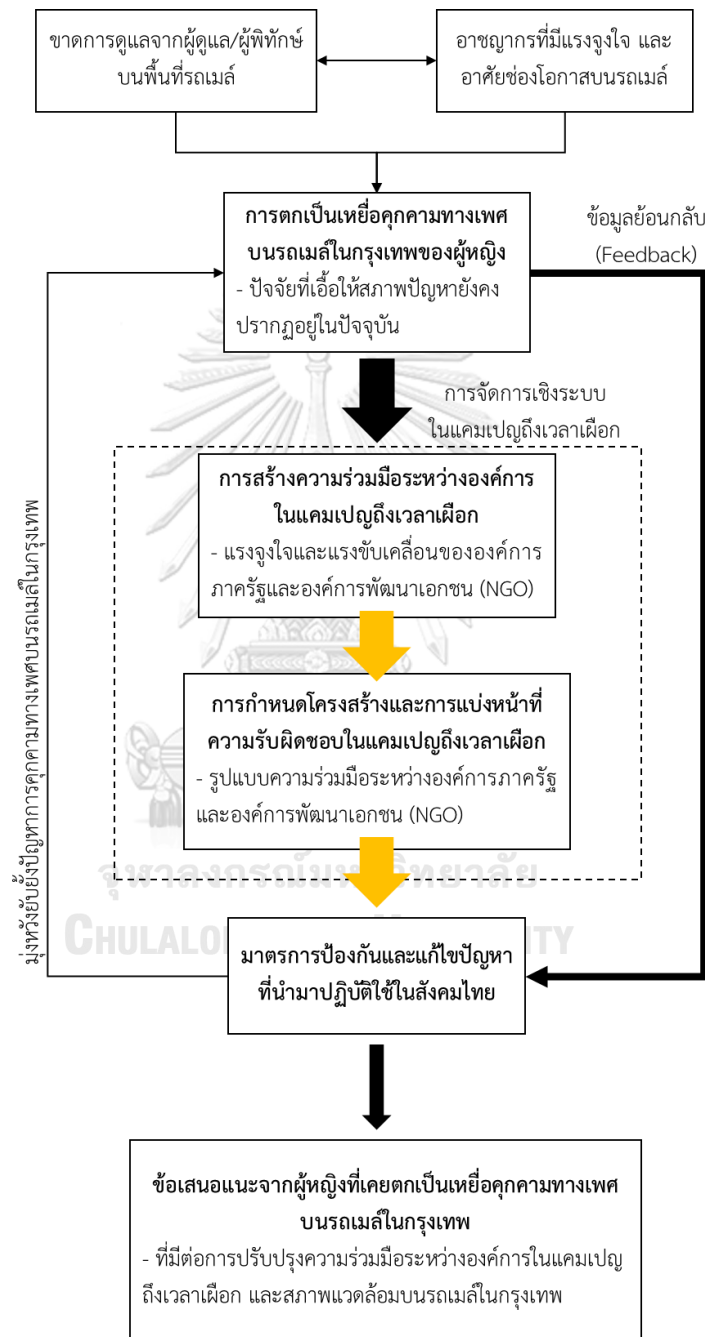 ขาดการดูแลจากผู้ดูแล/ผู้พิทักษ์
บนพื้นที่รถเมล์
อาชญากรที่มีแรงจูงใจ และ
อาศัยช่องโอกาสบนรถเมล์
การตกเป็นเหยื่อคุกคามทางเพศ
บนรถเมล์ในกรุงเทพของผู้หญิง
- ปัจจัยที่เอื้อให้สภาพปัญหายังคง
ปรากฏอยู่ในปัจจุบัน
ข้อมูลย้อนกลับ
(Feedback)
การจัดการเชิงระบบ
ในแคมเปญถึงเวลาเผือก
การสร้างความร่วมมือระหว่างองค์การ
ในแคมเปญถึงเวลาเผือก
- แรงจูงใจและแรงขับเคลื่อนขององค์การ
ภาครัฐและองค์การพัฒนาเอกชน (NGO)
การกำหนดโครงสร้างและการแบ่งหน้าที่
ความรับผิดชอบในแคมเปญถึงเวลาเผือก
- รูปแบบความร่วมมือระหว่างองค์การภาครัฐ
และองค์การพัฒนาเอกชน (NGO)
มุ่งหวังยับยั้งปัญหาการคุกคามทางเพศบนรถเมล์ในกรุงเทพ
มาตรการป้องกันและแก้ไขปัญหา
ที่นำมาปฏิบัติใช้ในสังคมไทย
ข้อเสนอแนะจากผู้หญิงที่เคยตกเป็นเหยื่อคุกคามทางเพศ
บนรถเมล์ในกรุงเทพ
- ที่มีต่อการปรับปรุงความร่วมมือระหว่างองค์การในแคมเปญ
ถึงเวลาเผือก และสภาพแวดล้อมบนรถเมล์ในกรุงเทพ